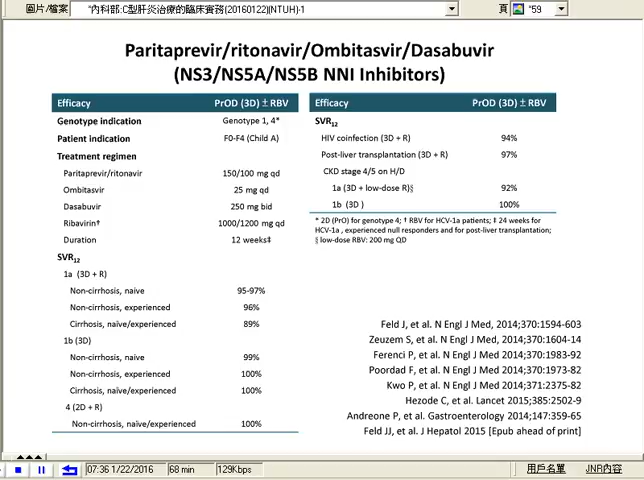 圖片/檔案 "內科部:C型肝炎治療的臨床實務(20160122)(NTUH)-1 頁 "59
Paritaprevir/ritonavir/Ombitasvir/Dasabuvir
(NS3/NS5A/NS5B NNI Inhibitors)
Efficacy PrOD (3D) ± RBV
Genotype indication Genotype 1, 4*
Patient indication F0-F4 (Child A)
Treatment regimen
Paritaprevir/ritonavir 150/100 mg qd
Ombitasvir 25 mg qd
Dasabuvir 250 mg bid
Ribavirin† 1000/1200 mg qd
Duration 12 weeks‡
SVR12
1a (3D + R)
Non-cirrhosis, naive 95-97%
Non-cirrhosis, experienced 96%
Cirrhosis, naïve/experienced 89%
1b (3D)
Non-cirrhosis, naive 99%
Non-cirrhosis, experienced 100%
Cirrhosis, naïve/experienced 100%
4 (2D + R)
Non-cirrhosis, naïve/experienced 100%
Efficacy PrOD (3D) ± RBV
SVR12
HIV coinfection (3D + R) 94%
Post-liver transplantation (3D + R) 97%
CKD stage 4/5 on H/D
1a (3D + low-dose R)§ 92%
1b (3D ) 100%
* 2D (PrO) for genotype 4; † RBV for HCV-1a patients; ‡ 24 weeks for
HCV-1a , experienced null responders and for post-liver transplantation;
§ low-dose RBV: 200 mg QD
Feld J, et al. N Engl J Med, 2014;370:1594-603
Zeuzem S, et al. N Engl J Med 2014;370:1604-14
Ferenci P, et al. N Engl J Med 2014;370:1983-92
Poordad F, et al. N Engl J Med 2014;370:1973-82
Kwo P, et al. N Engl J Med 2014;371:2375-82
Hezode C, et al. Lancet 2015;385:2502-9
Andreone P, et al. Gastroenterology 2014;147:359-65
Feld JJ, et al. J Hepatol 2015 [Epub ahead of print]
07:36 1/22/2016 68 min 129Kbps 用戶名單 JNR內容